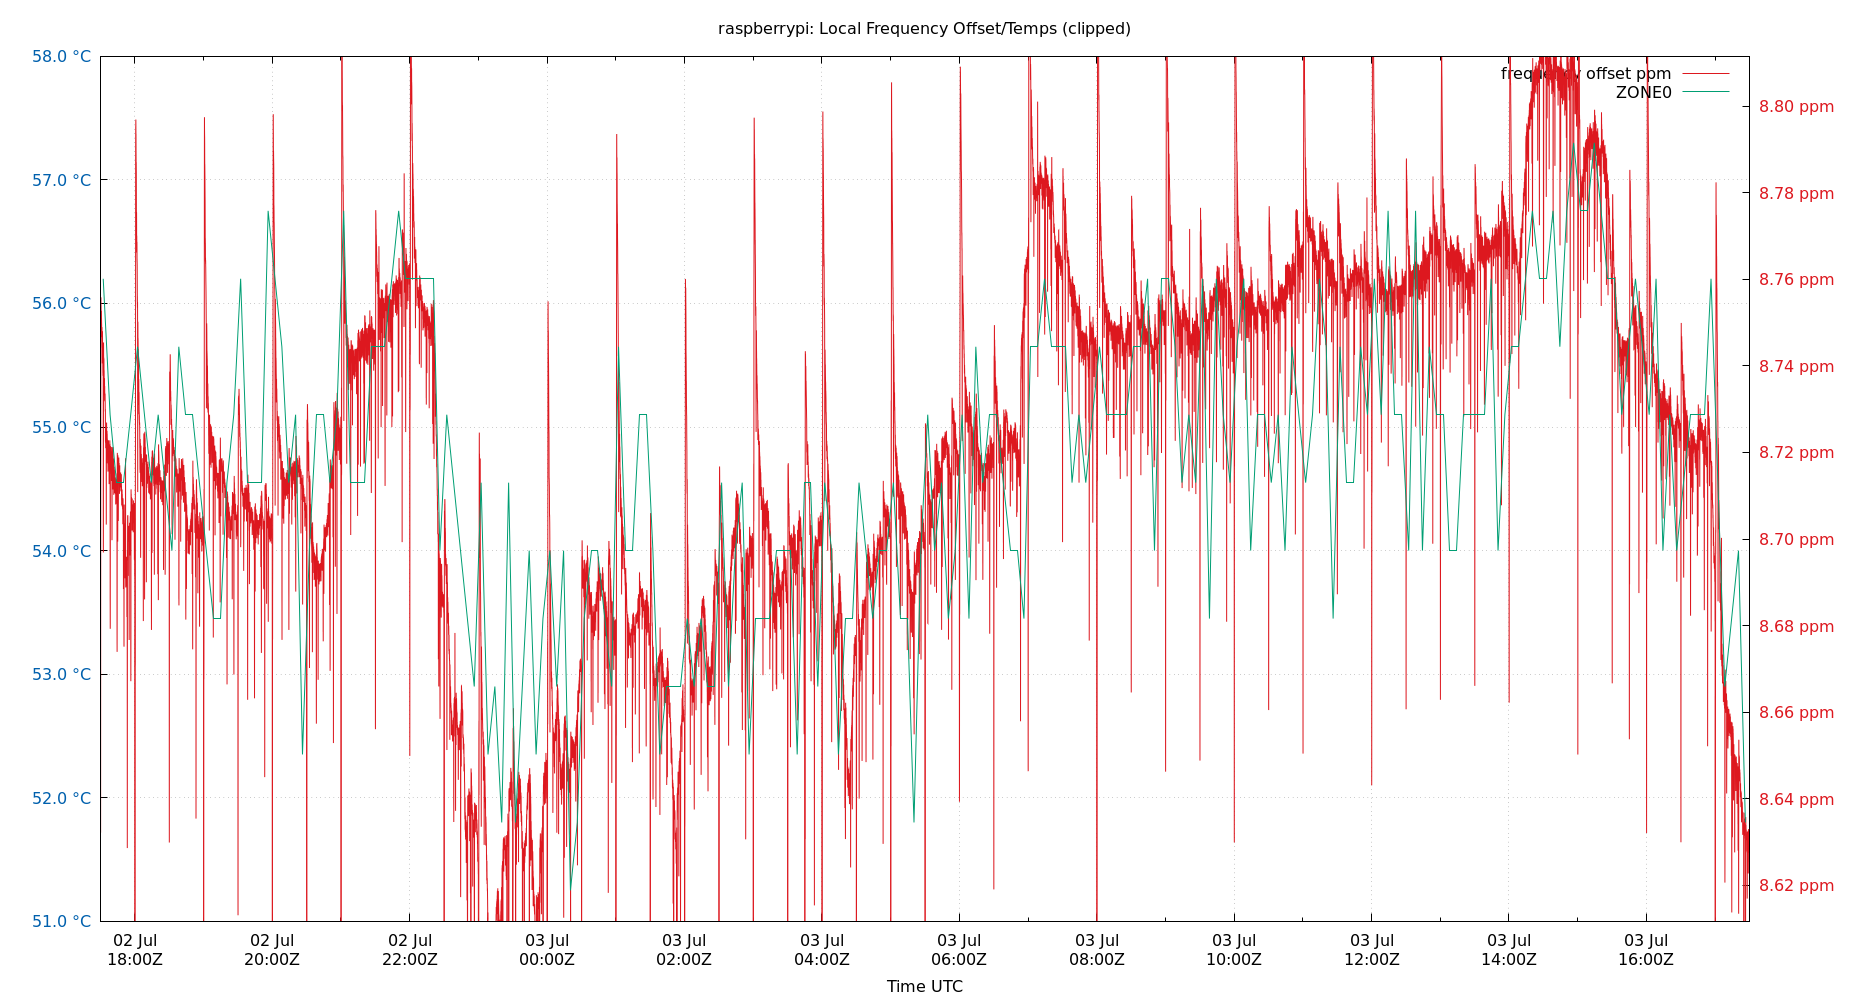 raspberrypi: Local Frequency Offset/Temps (clipped)
58.0 °C
57.0 °C
56.0 °C
55.0 °C
54.0 °C
53.0 °C
52.0 °C
51.0 °C
frequency offset ppm
ZONE0
8.80 ppm
8.78 ppm
8.76 ppm
8.74 ppm
8.72 ppm
8.70 ppm
8.68 ppm
8.66 ppm
8.64 ppm
8.62 ppm
02 Jul
18:00Z
02 Jul
20:00Z
02 Jul
22:00Z
03 Jul
00:00Z
03 Jul
02:00Z
03 Jul
04:00Z
03 Jul
06:00Z
03 Jul
08:00Z
03 Jul
10:00Z
03 Jul
12:00Z
03 Jul
14:00Z
03 Jul
16:00Z
Time UTC